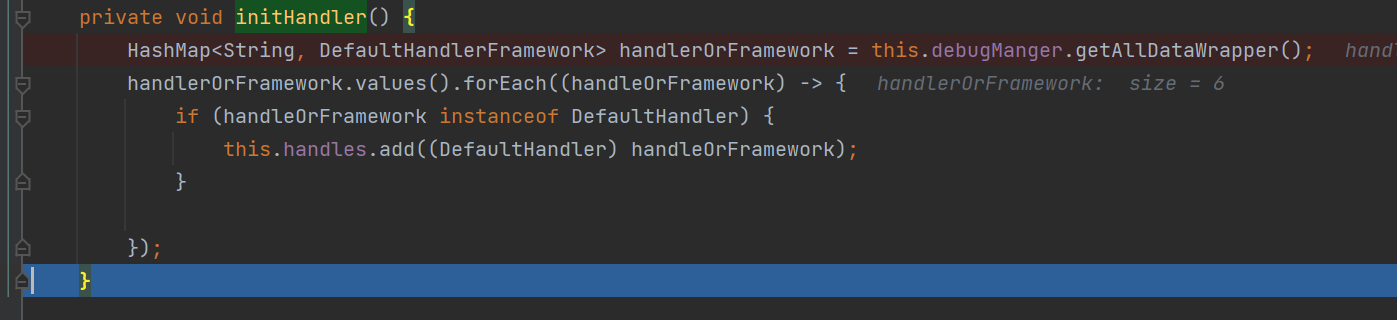 private void initHandler() {
HashMap<String, DefaultHandlerFramework> handlerOrFramework = this.debugManger.getAllDataWrapper(); handl
handlerOrFramework.values().forEach((handleOrFramework) -> { handlerOrFramework: size = 6
if (handleOrFramework instanceof DefaultHandler) {
this.handles.add((DefaultHandler) handleOrFramework);
}
});
}